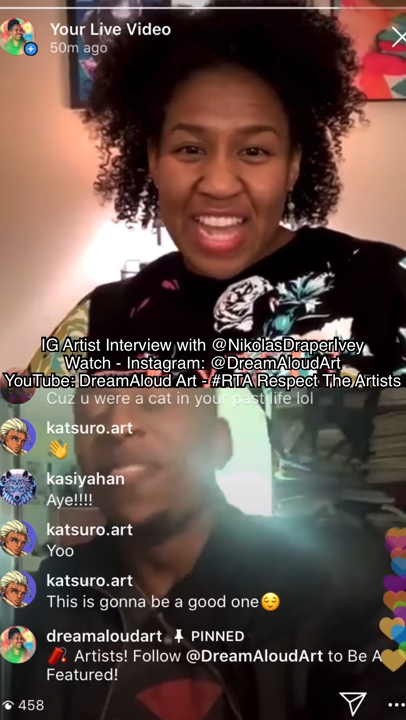 Your Live Video
50m ago
IG Artist Interview with @NikolasDraperIvey
Watch - Instagram: @DreamAloudArt
YouTube: DreamAloud Art - #RTA Respect The Artists
Cuz u were a cat in your past life lol
katsuro.art
👋
kasiyahan
Aye!!!!
katsuro.art
Yoo
katsuro.art
This is gonna be a good one😌
dreamaloudart 📌 PINNED
🧨 Artists! Follow @DreamAloudArt to Be A
Featured!
458